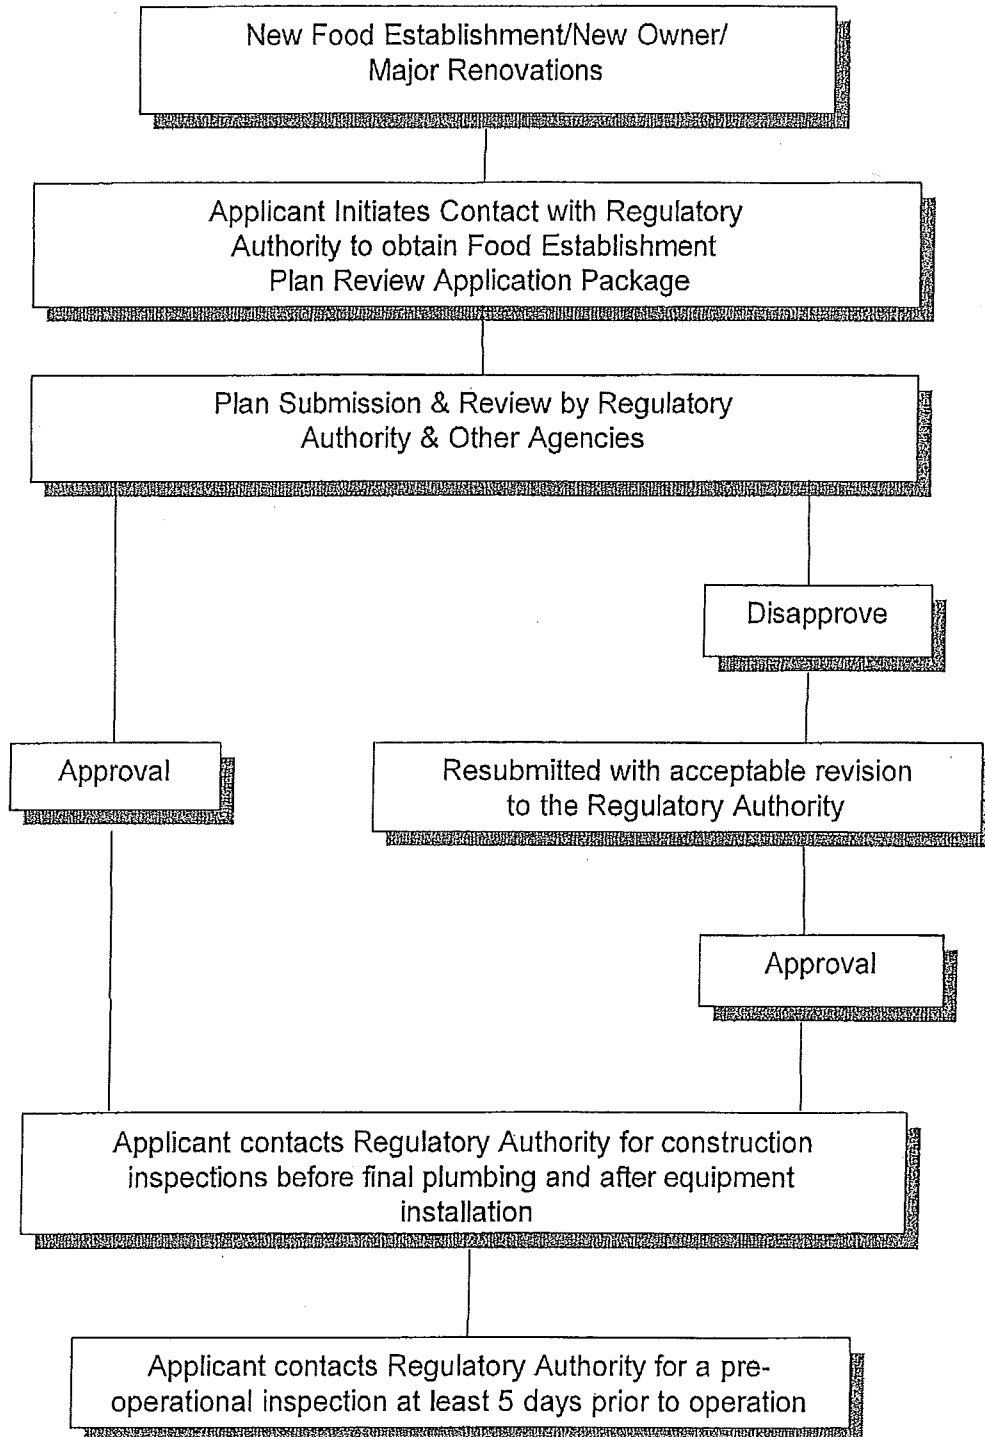 New Food Establishment/New Owner/
Major Renovations
Applicant Initiates Contact with Regulatory
Authority to obtain Food Establishment
Plan Review Application Package
Plan Submission & Review by Regulatory
Authority & Other Agencies
Disapprove
Approval
Resubmitted with acceptable revision
to the Regulatory Authority
Approval
Applicant contacts Regulatory Authority for construction
inspections before final plumbing and after equipment
installation
Applicant contacts Regulatory Authority for a pre-
operational inspection at least 5 days prior to operation